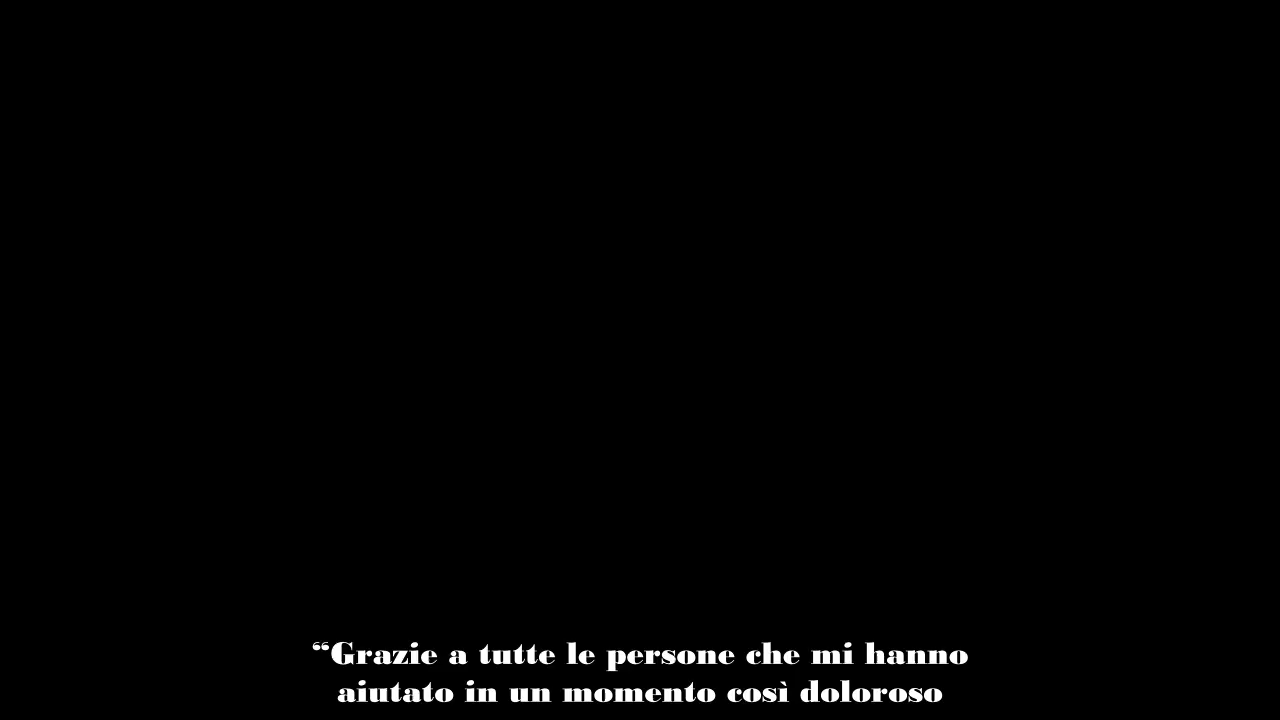 “Grazie a tutte le persone che mi hanno
aiutato in un momento così doloroso